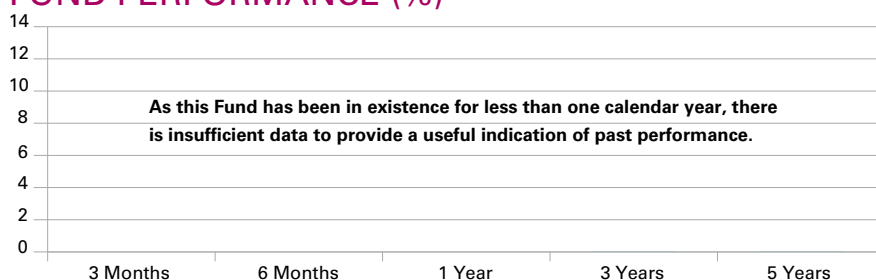 FUND PERFORMANCE (%)
14
12
10
8
6
4
2
0
As this Fund has been in existence for less than one calendar year, there
is insufficient data to provide a useful indication of past performance.
3 Months 6 Months 1 Year 3 Years 5 Years